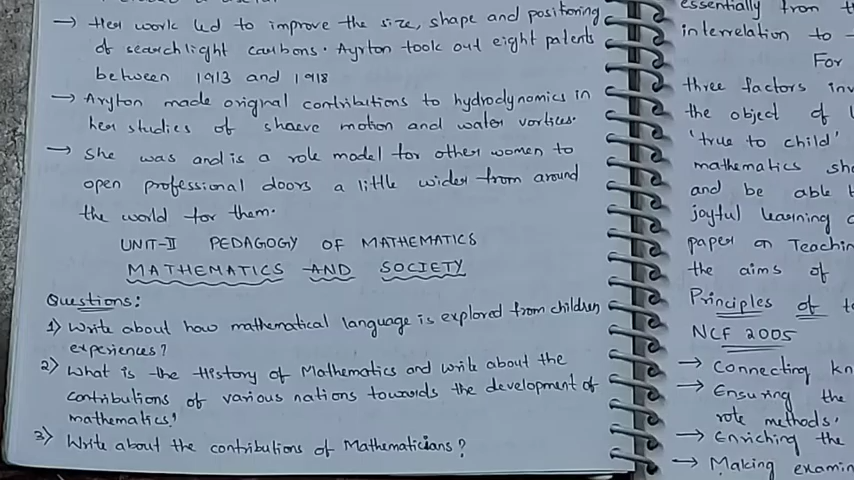 → Her work led to improve the size, shape and positioning
of searchlight carbons. Ayrton took out eight patents
between 1913 and 1918
→ Aryton made original contributions to hydrodynomics in
her studies of shaeve motion and water vortices.
→ She was and is a role model for other women to
open professional doors a little wider from around
the world for them.
UNIT-II PEDAGOGY OF MATHEMATICS
MATHEMATICS AND SOCIETY
Questions:
1) Write about how mathematical language is explored from children
experiences?
2) What is the History of Mathematics and write about the
contributions of various nations towards the development of
mathematics?
3) Write about the contributions of Mathematicians?
essentially from
interrelation to
For
three factors
the object of
'true to child'
mathematics
and be able
joyful learning
paper on
the aims of
Principles of
NCF 2005
→ Connecting
→ Ensuring the
rote methods.
→ Enriching the
→ Making